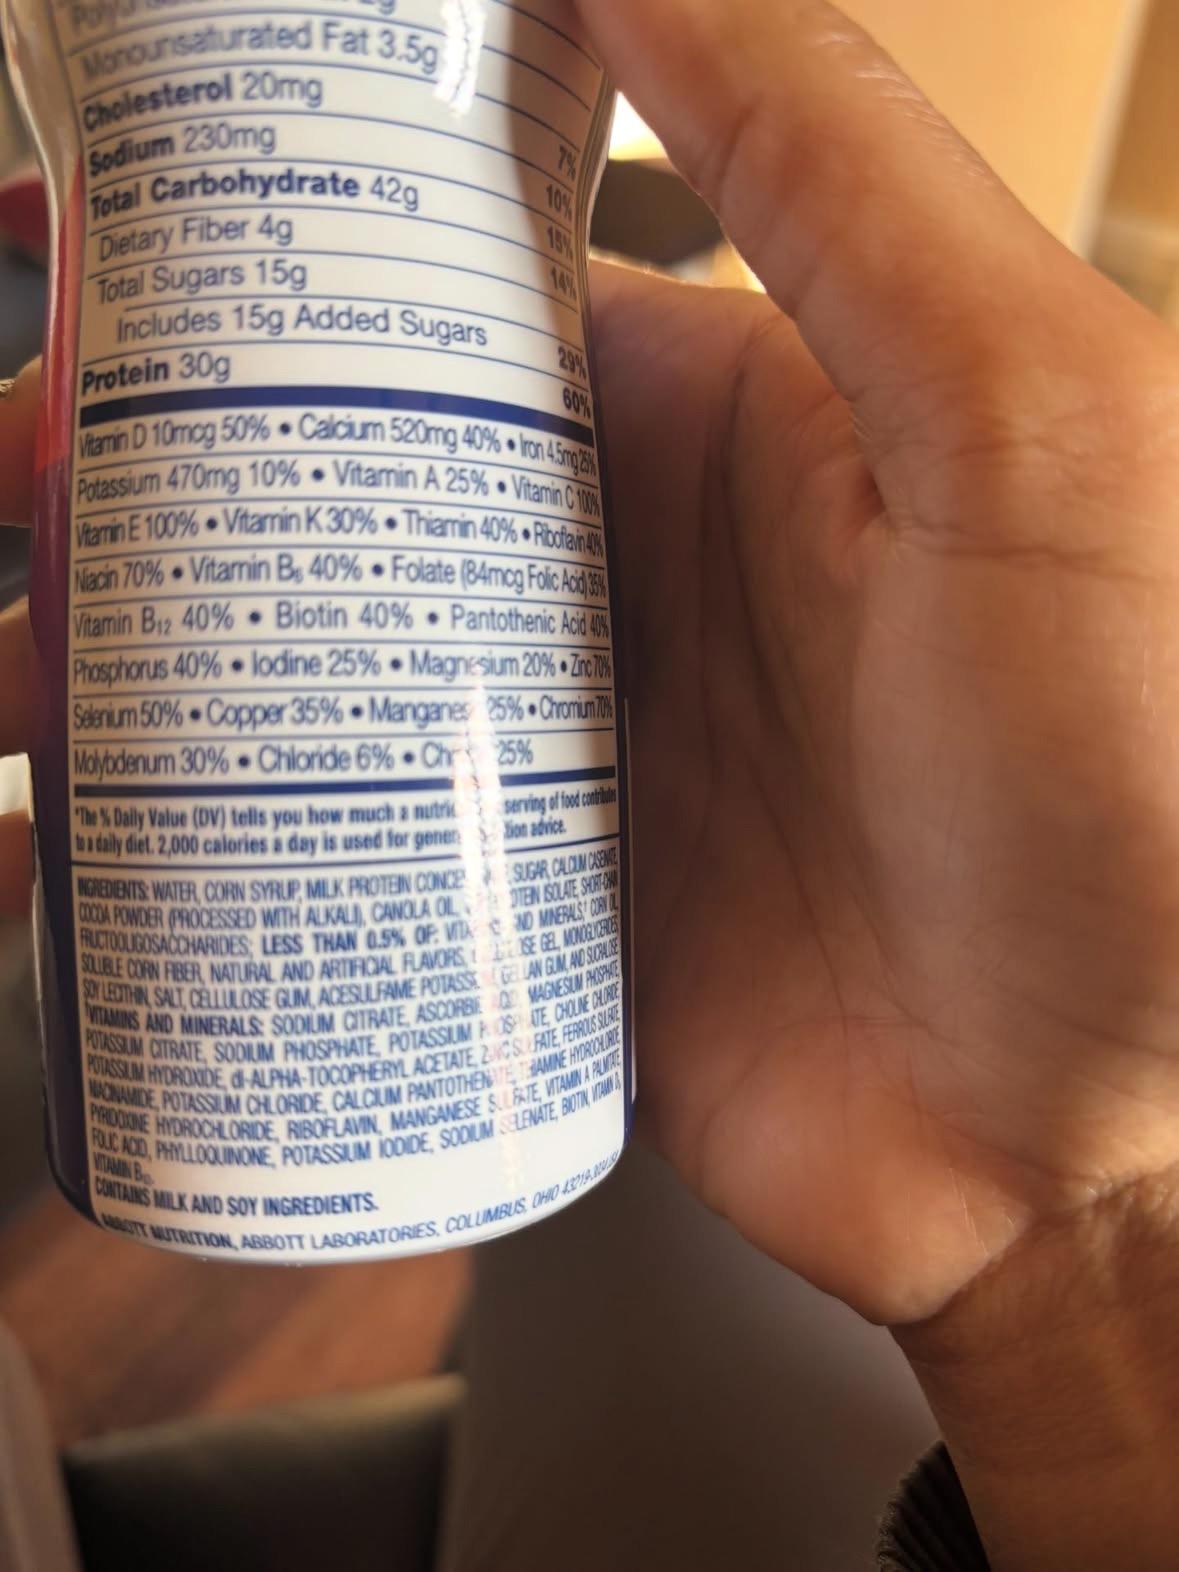 Monounsaturated Fat 3.5g
Cholesterol 20mg 7%
Sodium 230mg 10%
Total Carbohydrate 42g 15%
Dietary Fiber 4g 14%
Total Sugars 15g
Includes 15g Added Sugars 29%
Protein 30g 60%
Vitamin D 10mcg 50% • Calcium 520mg 40% • Iron 4.5mg 25%
Potassium 470mg 10% • Vitamin A 25% • Vitamin C 100%
Vitamin E 100% • Vitamin K 30% • Thiamin 40% • Riboflavin 40%
Niacin 70% • Vitamin B₆ 40% • Folate (84mcg Folic Acid) 35%
Vitamin B₁₂ 40% • Biotin 40% • Pantothenic Acid 40%
Phosphorus 40% • Iodine 25% • Magnesium 20% • Zinc 70%
Selenium 50% • Copper 35% • Manganese 25% • Chromium 70%
Molybdenum 30% • Chloride 6% • 25%
*The % Daily Value (DV) tells you how much a serving of food contributes
to a daily diet. 2,000 calories a day is used for advice.
INGREDIENTS: WATER, CORN SYRUP, MILK PROTEIN SUGAR, CALCIUM CASEINATE,
COCOA POWDER (PROCESSED WITH ALKALI), CANOLA OIL, ISOLATE, SHORT-CHAIN
FRUCTOOLIGOSACCHARIDES; LESS THAN 0.5% OF: MINERALS,† CORN OIL,
SOLUBLE CORN FIBER, NATURAL AND ARTIFICIAL FLAVORS, GEL, MONOGLYCERIDES,
SOY LECITHIN, SALT, CELLULOSE GUM, ACESULFAME GELLAN GUM, AND SUCRALOSE.
†VITAMINS AND MINERALS: SODIUM CITRATE, ASCORBIC ACID, MAGNESIUM PHOSPHATE,
POTASSIUM CITRATE, SODIUM PHOSPHATE, POTASSIUM PHOSPHATE, CHOLINE CHLORIDE,
POTASSIUM HYDROXIDE, dl-ALPHA-TOCOPHERYL ACETATE, ZINC SULFATE, FERROUS SULFATE,
NIACINAMIDE, POTASSIUM CHLORIDE, CALCIUM PANTOTHENATE, THIAMINE HYDROCHLORIDE,
PYRIDOXINE HYDROCHLORIDE, RIBOFLAVIN, MANGANESE SULFATE, VITAMIN A PALMITATE,
FOLIC ACID, PHYLLOQUINONE, POTASSIUM IODIDE, SODIUM SELENATE, BIOTIN, VITAMIN D₃,
VITAMIN B₁₂.
CONTAINS MILK AND SOY INGREDIENTS.
ABBOTT NUTRITION, ABBOTT LABORATORIES, COLUMBUS, OHIO